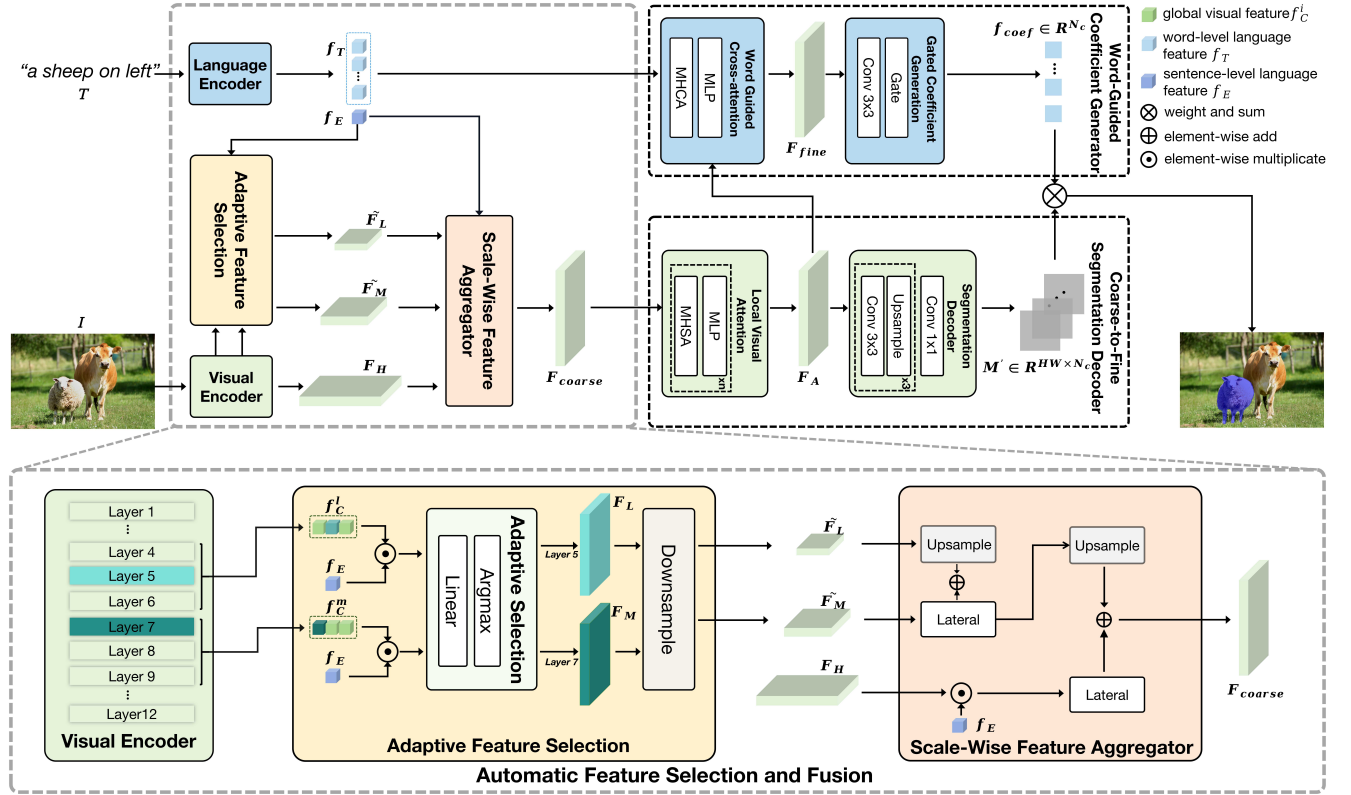 "a sheep on left"
T
Language
Encoder
f_T
f_E
Adaptive Feature
Selection
I
Visual
Encoder
F̃_L
F̃_M
F_H
Scale-Wise Feature
Aggregator
F_coarse
MHCA
MLP
Word Guided
Cross-attention
F_fine
Conv 3x3
Gate
Gated Coefficient
Generation
f_coef ∈ R^{N_c}
Word-Guided
Coefficient Generator
MHSA
MLP
xn
Local Visual
Attention
F_A
Conv 3x3
Upsample
x3
Conv 1x1
Segmentation
Decoder
M′ ∈ R^{HW×N_c}
Coarse-to-Fine
Segmentation Decoder
global visual feature f_C^i
word-level language
feature f_T
sentence-level language
feature f_E
weight and sum
element-wise add
element-wise multiplicate
Layer 1
Layer 4
Layer 5
Layer 6
Layer 7
Layer 8
Layer 9
Layer12
Visual Encoder
f_C^l
f_E
f_C^m
f_E
Linear
Argmax
Adaptive Selection
Layer 5
Layer 7
F_L
F_M
Downsample
Adaptive Feature Selection
F̃_L
F̃_M
F_H
Upsample
Lateral
Upsample
Lateral
f_E
Scale-Wise Feature Aggregator
F_coarse
Automatic Feature Selection and Fusion